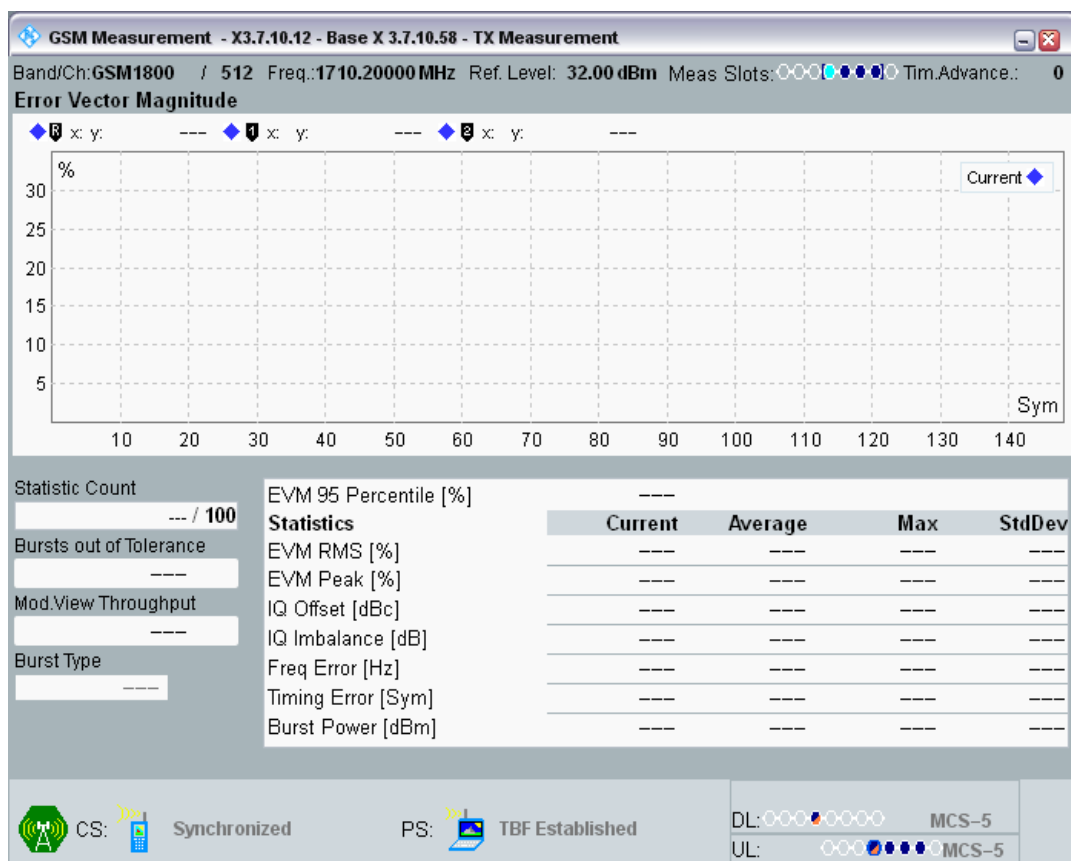 GSM Measurement - X3.7.10.12 - Base X 3.7.10.58 - TX Measurement
Band/Ch:GSM1800 / 512 Freq.:1710.20000 MHz Ref. Level: 32.00 dBm Meas Slots: Tim.Advance.: 0
Error Vector Magnitude
R x: y: --- 1 x: y: --- 2 x: y: ---
%
Current
30
25
20
15
10
5
Sym
10 20 30 40 50 60 70 80 90 100 110 120 130 140
Statistic Count
--- / 100
Bursts out of Tolerance
---
Mod.View Throughput
---
Burst Type
---
EVM 95 Percentile [%] ---
Statistics Current Average Max StdDev
EVM RMS [%] --- --- --- ---
EVM Peak [%] --- --- --- ---
IQ Offset [dBc] --- --- --- ---
IQ Imbalance [dB] --- --- --- ---
Freq Error [Hz] --- --- --- ---
Timing Error [Sym] --- --- --- ---
Burst Power [dBm] --- --- --- ---
CS: Synchronized PS: TBF Established
DL: MCS-5
UL: MCS-5